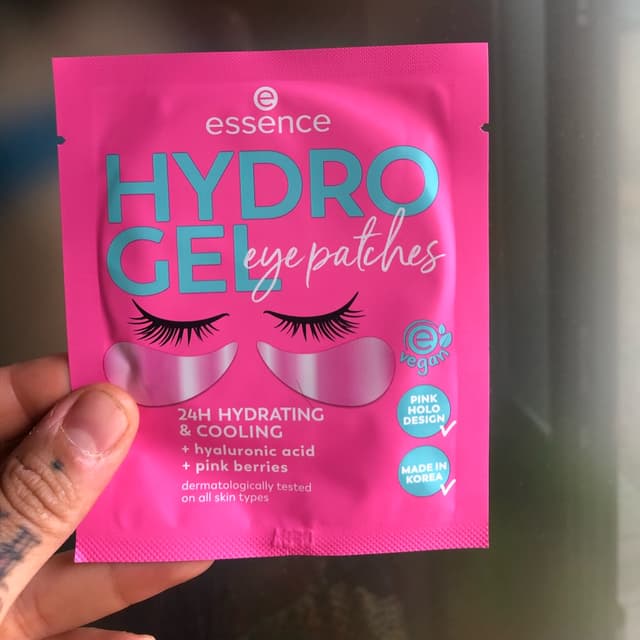 e
essence
HYDRO
GEL eye patches
e
vegan
24H HYDRATING
& COOLING
+ hyaluronic acid
+ pink berries
dermatologically tested
on all skin types
PINK
HOLO
DESIGN
MADE IN
KOREA